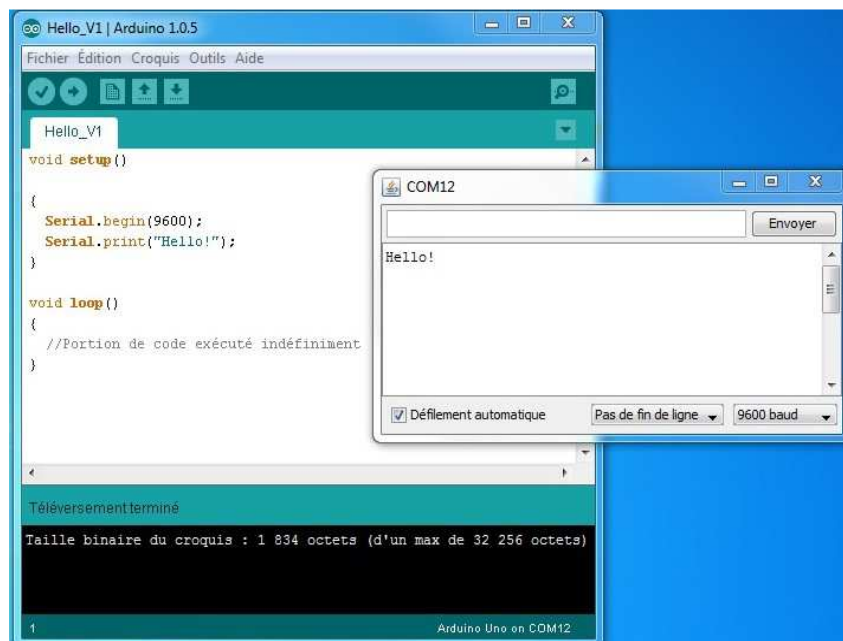 Hello_V1 | Arduino 1.0.5
Fichier Édition Croquis Outils Aide
Hello_V1
void setup()
{
Serial.begin(9600);
Serial.print("Hello!");
}
void loop()
{
//Portion de code exécuté indéfiniment
}
COM12
Envoyer
Hello!
Défilement automatique
Pas de fin de ligne
9600 baud
Téléversement terminé
Taille binaire du croquis : 1 834 octets (d'un max de 32 256 octets)
1
Arduino Uno on COM12